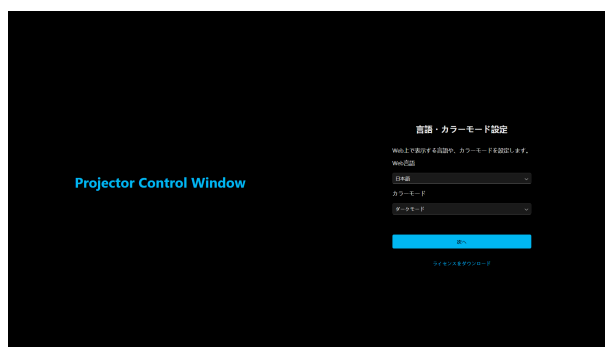 Projector Control Window
言語・カラーモード設定
Web上で表示する言語や、カラーモードを設定します。
Web言語
日本語
カラーモード
ダークモード
次へ
ライセンスをダウンロード